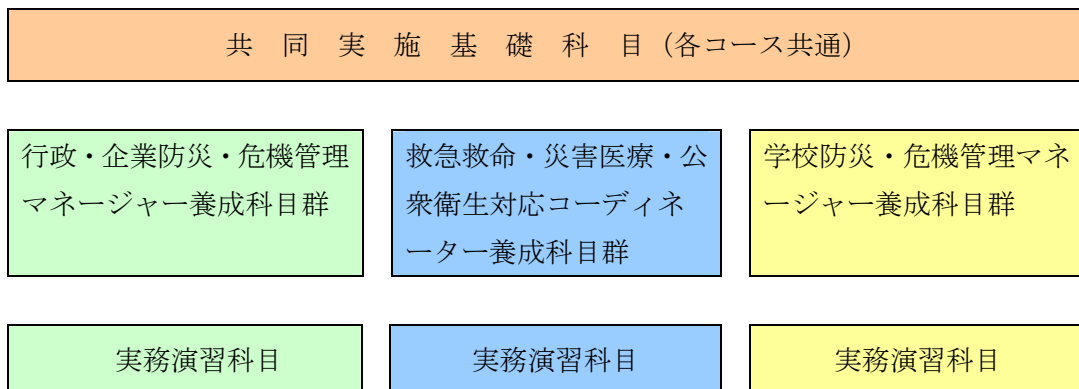 共 同 実 施 基 礎 科 目（各コース共通）
行政・企業防災・危機管理
マネージャー養成科目群
救急救命・災害医療・公
衆衛生対応コーディネ
ーター養成科目群
学校防災・危機管理マネ
ージャー養成科目群
実務演習科目
実務演習科目
実務演習科目